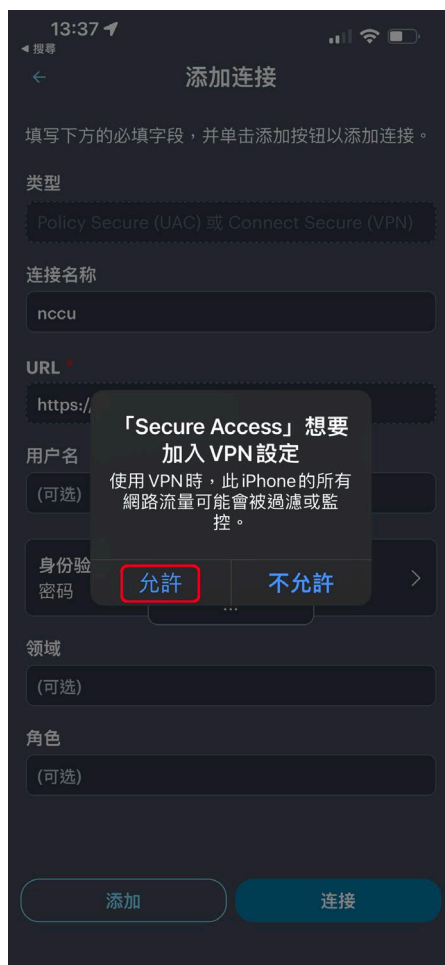 13:37
◀ 搜尋
添加连接
填写下方的必填字段，并单击添加按钮以添加连接。
类型
Policy Secure (UAC) 或 Connect Secure (VPN)
连接名称
nccu
URL *
https://
「Secure Access」想要
加入 VPN 設定
使用 VPN 時，此 iPhone 的所有
網路流量可能會被過濾或監
控。
用户名
(可选)
身份验
密码
允許
不允許
领域
(可选)
角色
(可选)
添加
连接